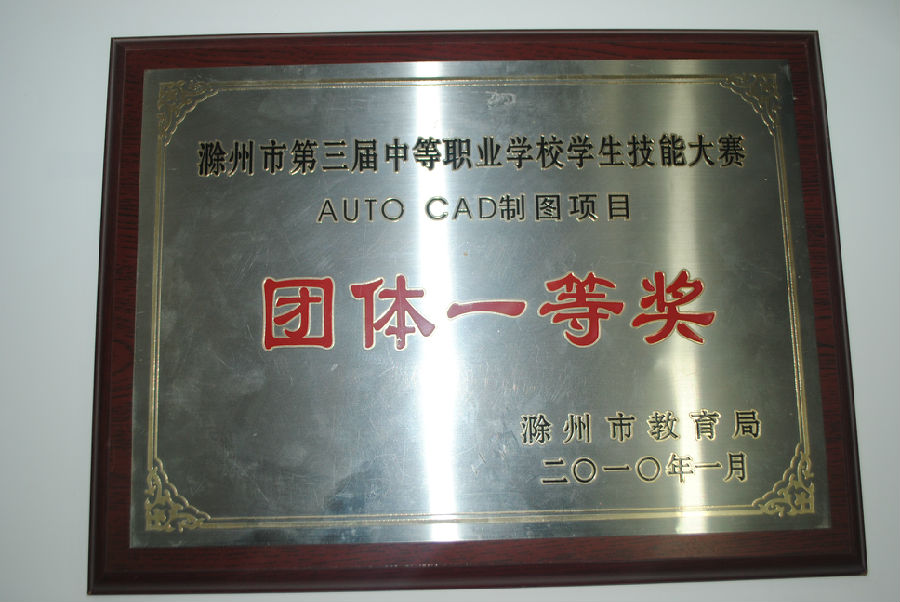 滁州市第三届中等职业学校学生技能大赛
AUTO CAD制图项目
团体一等奖
滁州市教育局
二〇一〇年一月